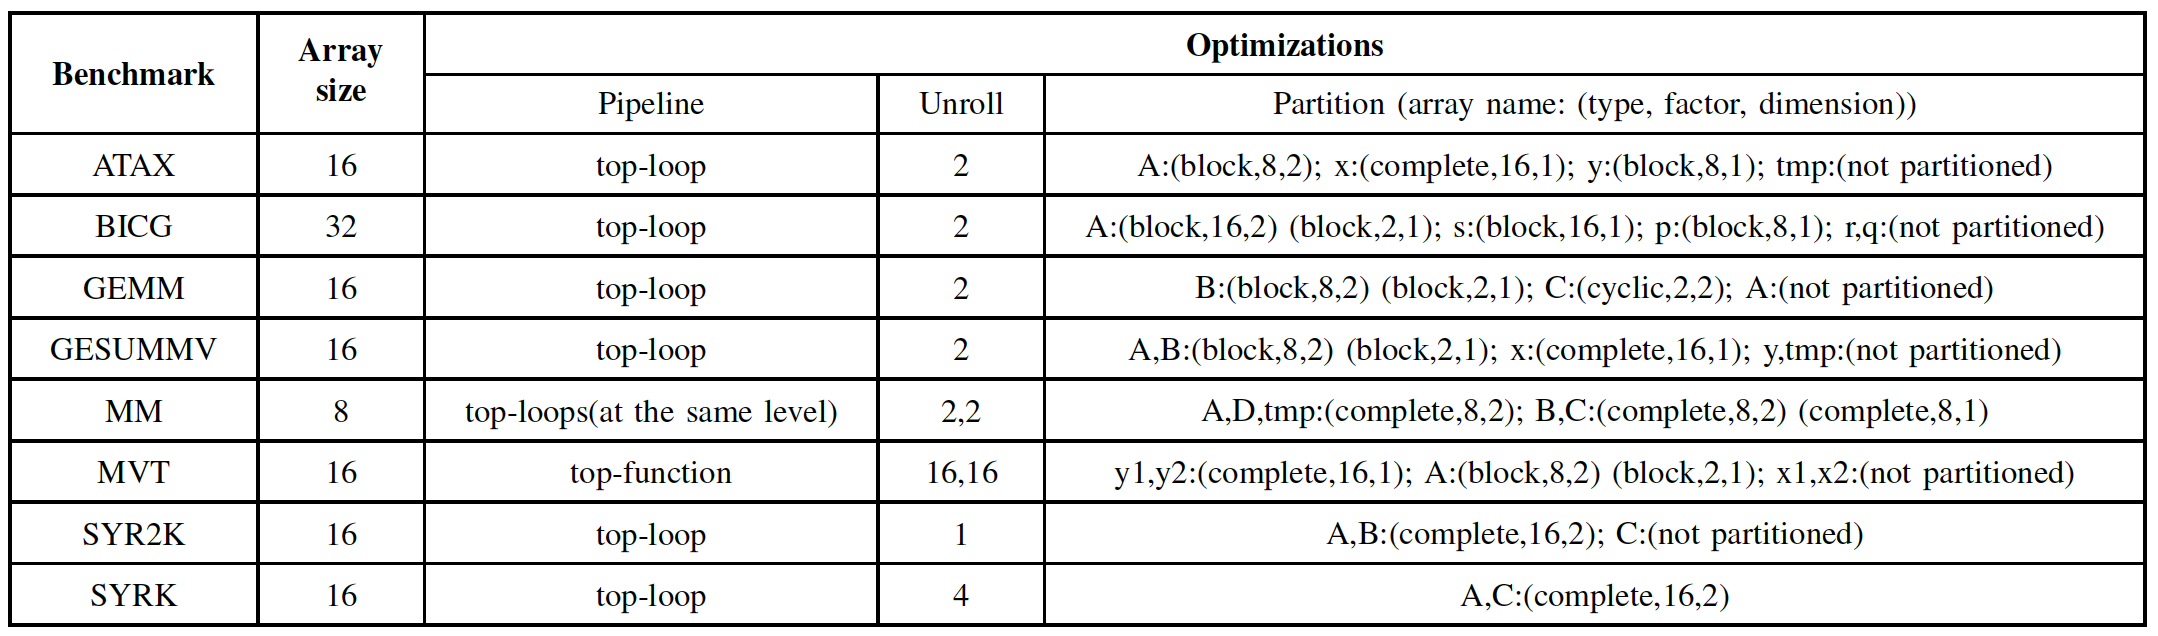 Benchmark Array size Optimizations
Pipeline Unroll Partition (array name: (type, factor, dimension))
ATAX 16 top-loop 2 A:(block,8,2); x:(complete,16,1); y:(block,8,1); tmp:(not partitioned)
BICG 32 top-loop 2 A:(block,16,2) (block,2,1); s:(block,16,1); p:(block,8,1); r,q:(not partitioned)
GEMM 16 top-loop 2 B:(block,8,2) (block,2,1); C:(cyclic,2,2); A:(not partitioned)
GESUMMV 16 top-loop 2 A,B:(block,8,2) (block,2,1); x:(complete,16,1); y,tmp:(not partitioned)
MM 8 top-loops(at the same level) 2,2 A,D,tmp:(complete,8,2); B,C:(complete,8,2) (complete,8,1)
MVT 16 top-function 16,16 y1,y2:(complete,16,1); A:(block,8,2) (block,2,1); x1,x2:(not partitioned)
SYR2K 16 top-loop 1 A,B:(complete,16,2); C:(not partitioned)
SYRK 16 top-loop 4 A,C:(complete,16,2)